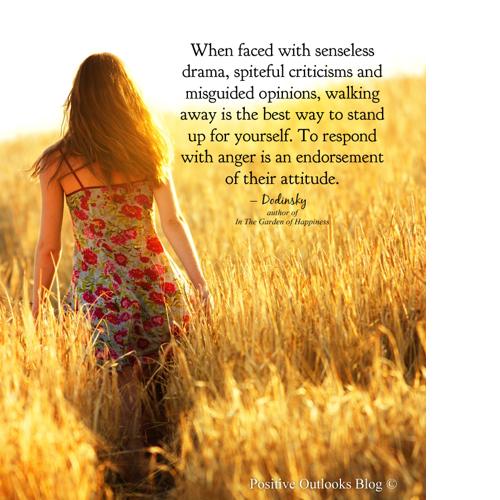 When faced with senseless
drama, spiteful criticisms and
misguided opinions, walking
away is the best way to stand
up for yourself. To respond
with anger is an endorsement
of their attitude.
– Dodinsky
author of
In The Garden of Happiness
Positive Outlooks Blog ©